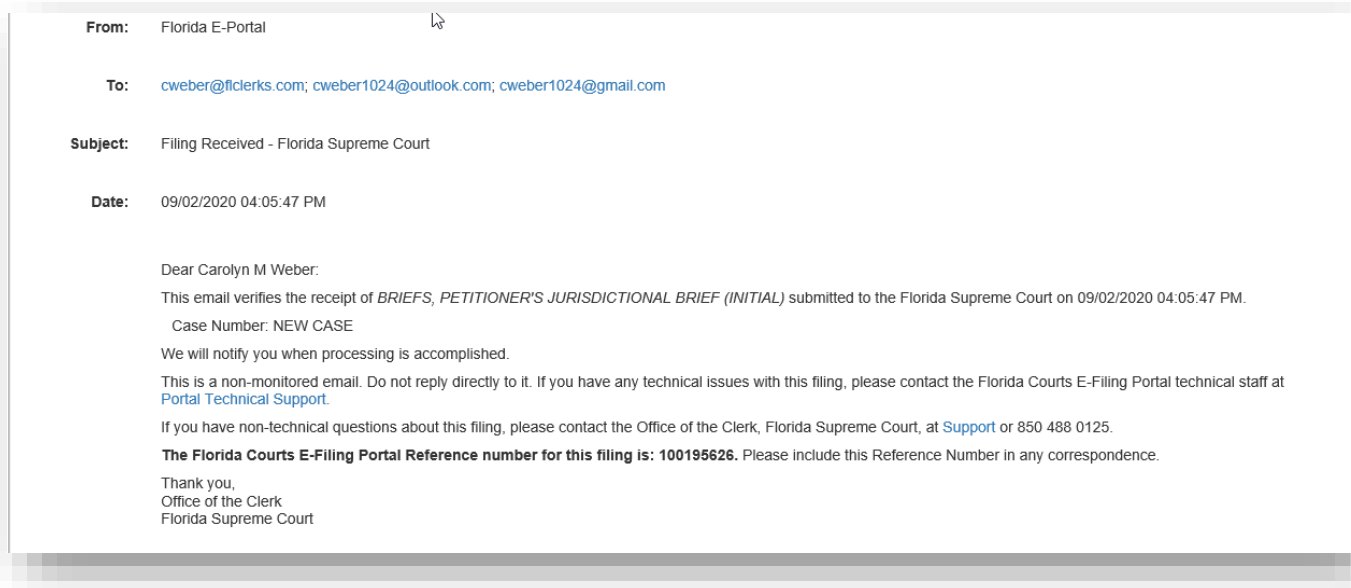 From: Florida E-Portal
To: cweber@flclerks.com; cweber1024@outlook.com; cweber1024@gmail.com
Subject: Filing Received - Florida Supreme Court
Date: 09/02/2020 04:05:47 PM
Dear Carolyn M Weber:
This email verifies the receipt of BRIEFS, PETITIONER'S JURISDICTIONAL BRIEF (INITIAL) submitted to the Florida Supreme Court on 09/02/2020 04:05:47 PM.
Case Number: NEW CASE
We will notify you when processing is accomplished.
This is a non-monitored email. Do not reply directly to it. If you have any technical issues with this filing, please contact the Florida Courts E-Filing Portal technical staff at
Portal Technical Support.
If you have non-technical questions about this filing, please contact the Office of the Clerk, Florida Supreme Court, at Support or 850 488 0125.
The Florida Courts E-Filing Portal Reference number for this filing is: 100195626. Please include this Reference Number in any correspondence.
Thank you,
Office of the Clerk
Florida Supreme Court